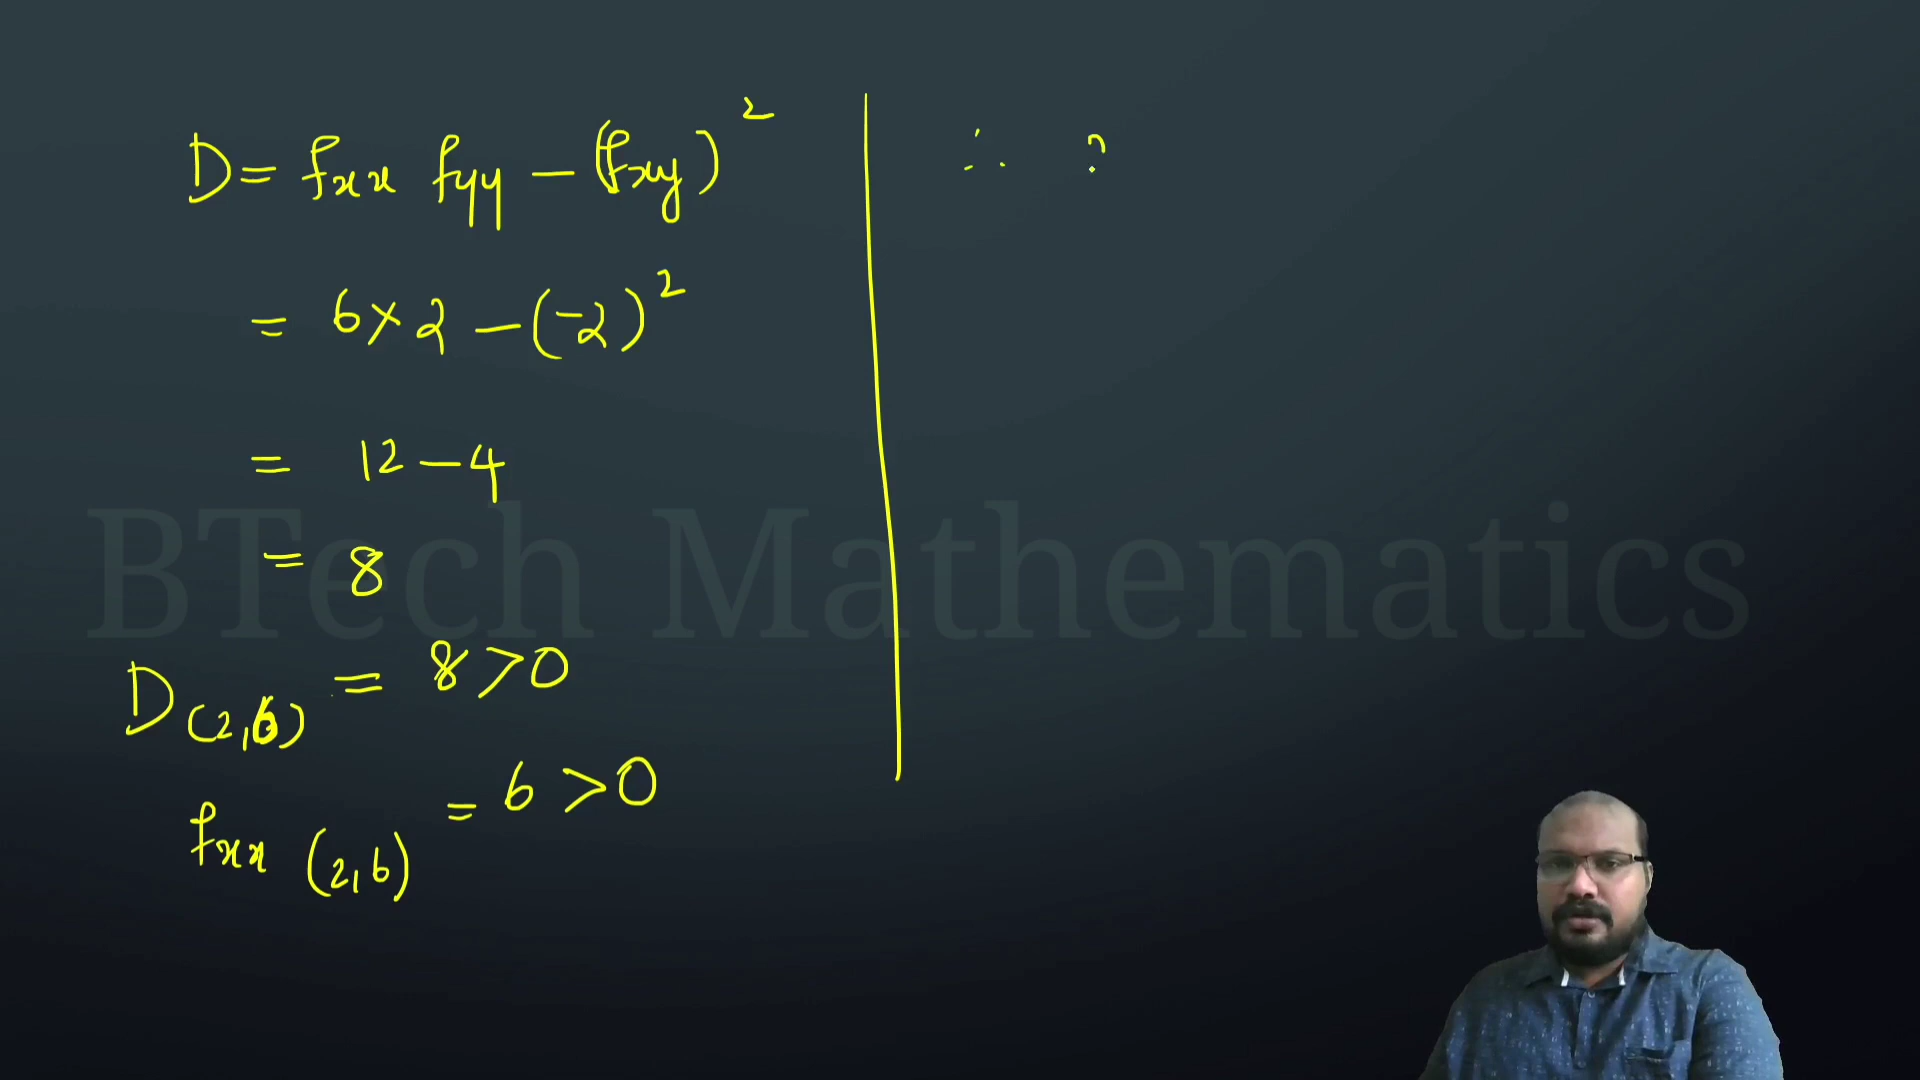 D = fxx fyy - (fxy)²
= 6 × 2 - (-2)²
= 12 - 4
= 8
D(2,6) = 8 > 0
fxx (2,6) = 6 > 0
∴
BTech Mathematics